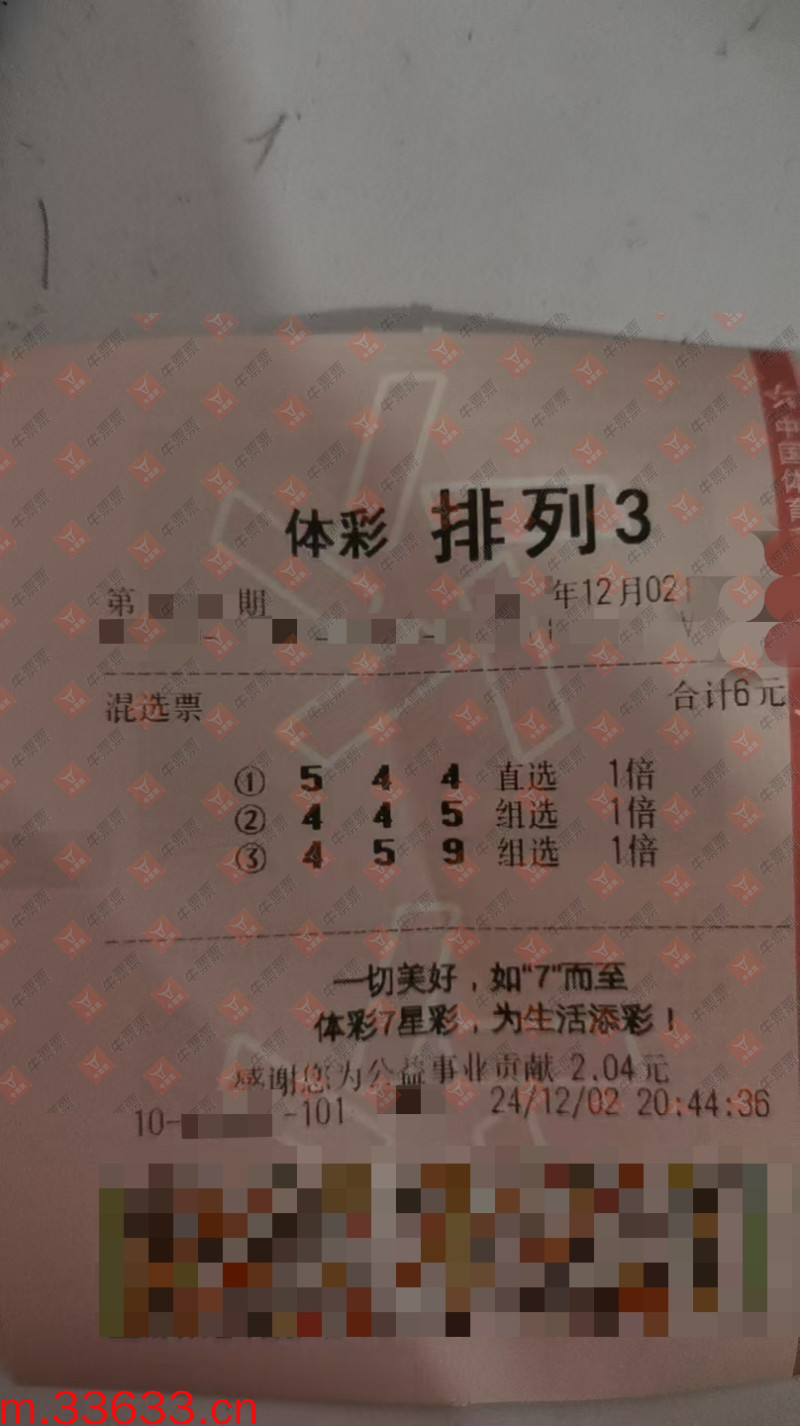 中国体育
体彩 排列3
第 期 年12月02
混选票 合计6元
① 5 4 4 直选 1倍
② 4 4 5 组选 1倍
③ 4 5 9 组选 1倍
一切美好，如“7”而至
体彩7星彩，为生活添彩！
感谢您为公益事业贡献 2.04元
10- -101 24/12/02 20:44:36
牛票票
m.33633.cn